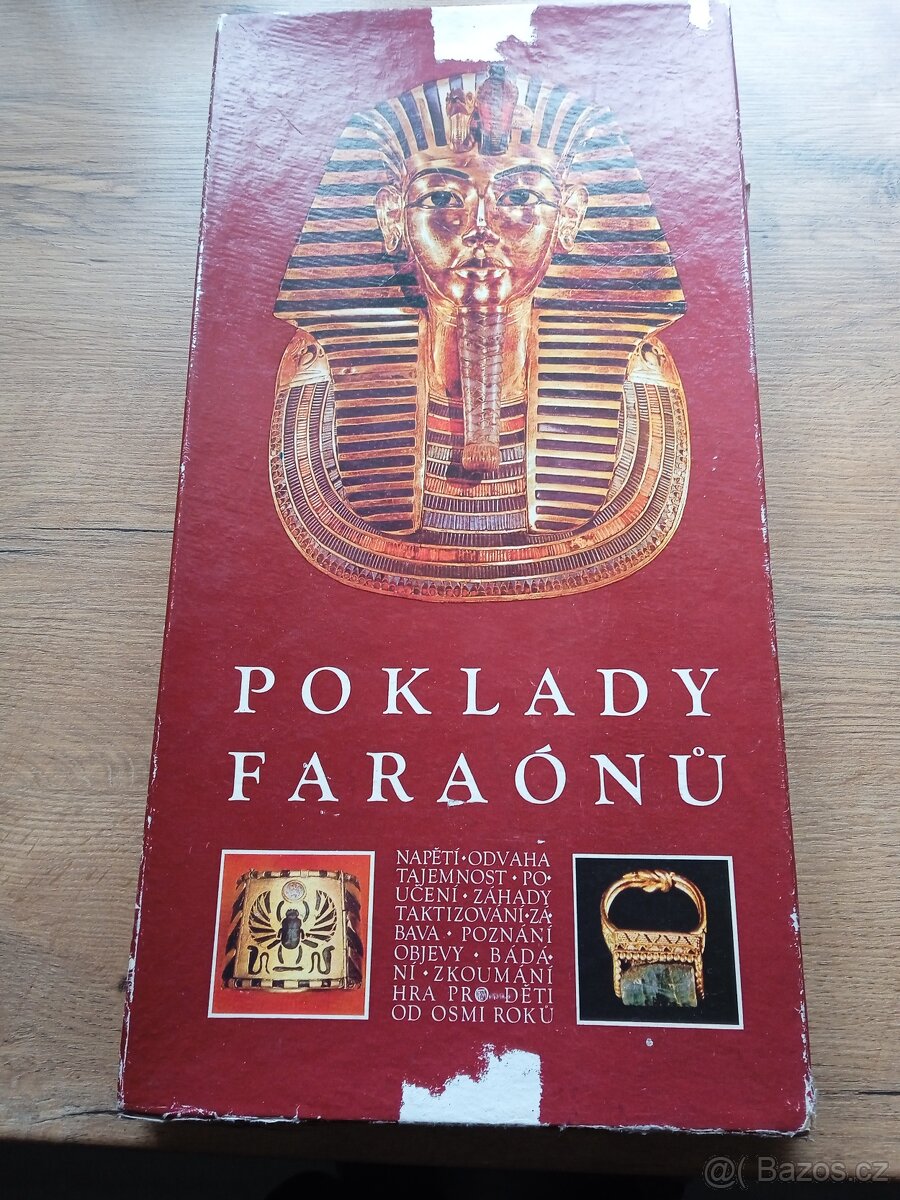 POKLADY
FARAÓNŮ
NAPĚTÍ·ODVAHA
TAJEMNOST·PO-
UČENÍ·ZÁHADY
TAKTIZOVÁNÍ·ZÁ
BAVA·POZNÁNÍ
OBJEVY·BÁDÁ-
NÍ·ZKOUMÁNÍ
HRA PRO DĚTI
OD OSMI ROKŮ
@( Bazos.cz